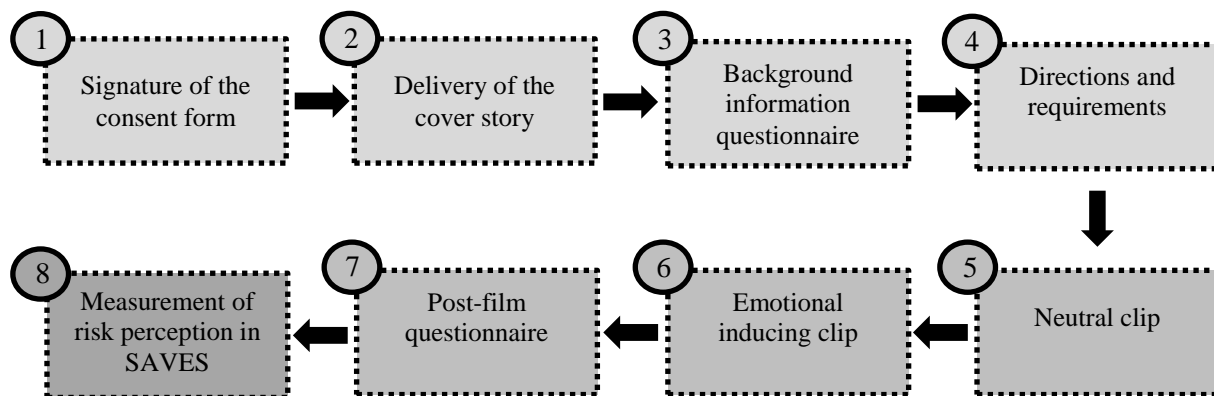 1
Signature of the
consent form
2
Delivery of the
cover story
3
Background
information
questionnaire
4
Directions and
requirements
5
Neutral clip
6
Emotional
inducing clip
7
Post-film
questionnaire
8
Measurement of
risk perception in
SAVES